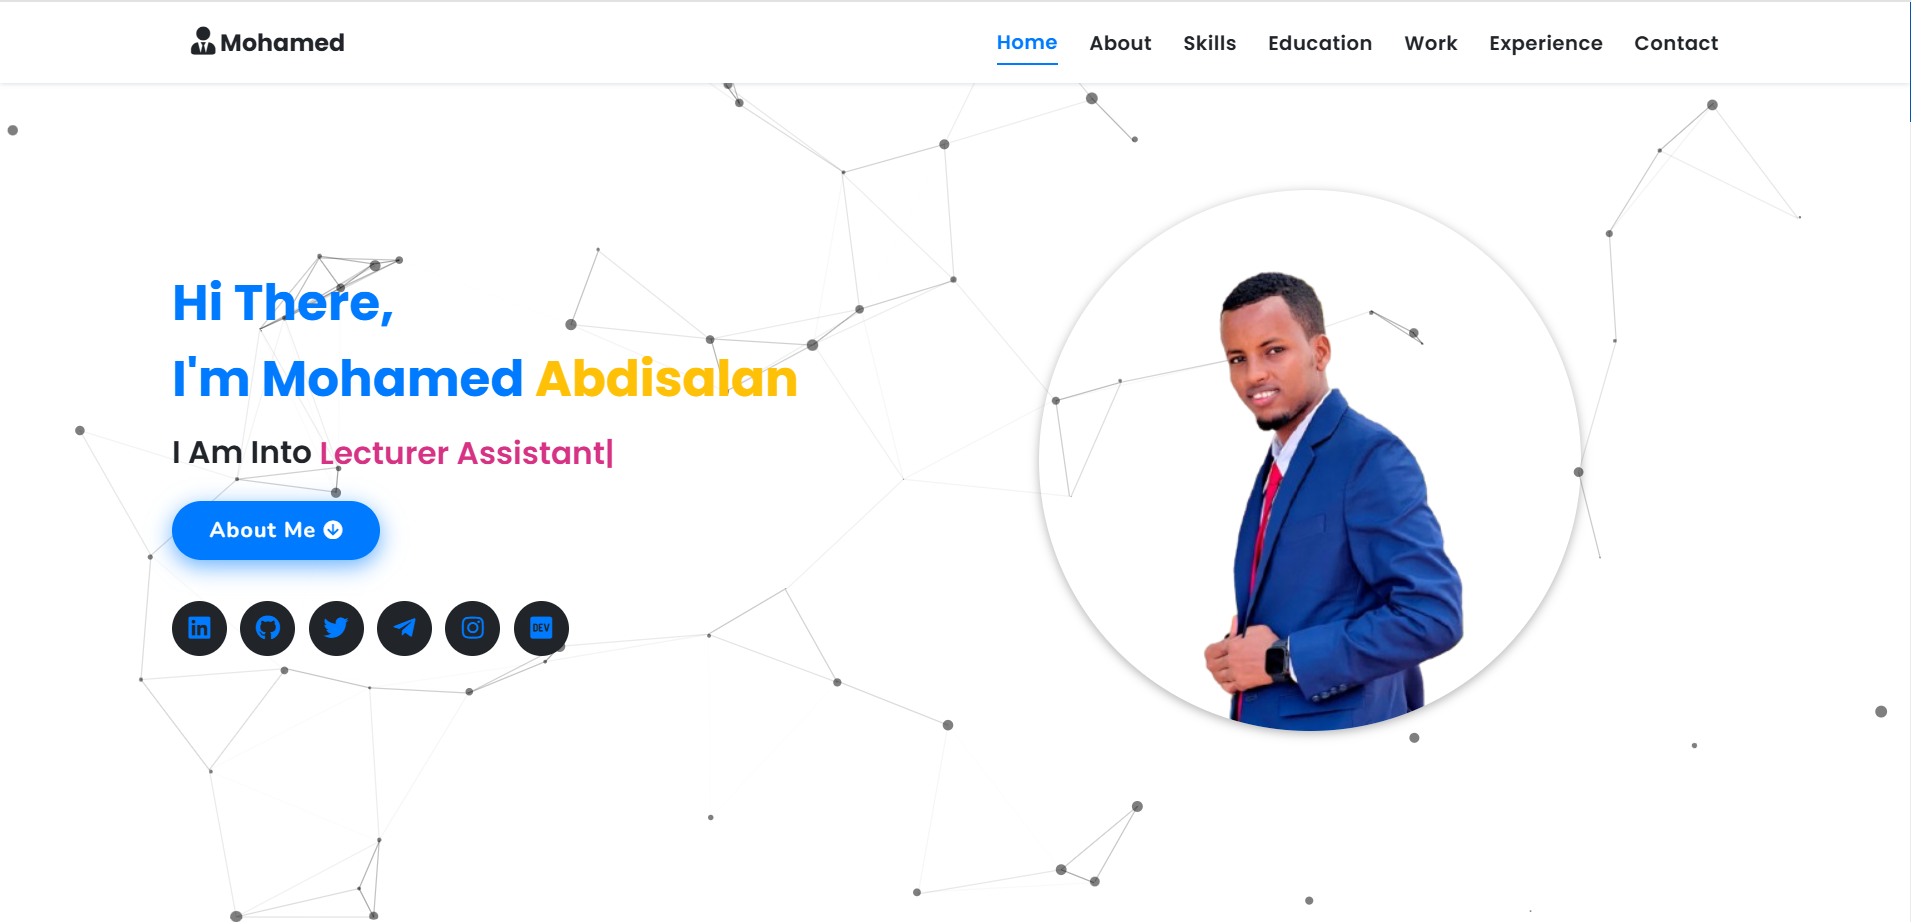 Mohamed
Home About Skills Education Work Experience Contact
Hi There,
I'm Mohamed Abdisalan
I Am Into Lecturer Assistant|
About Me
in
DEV